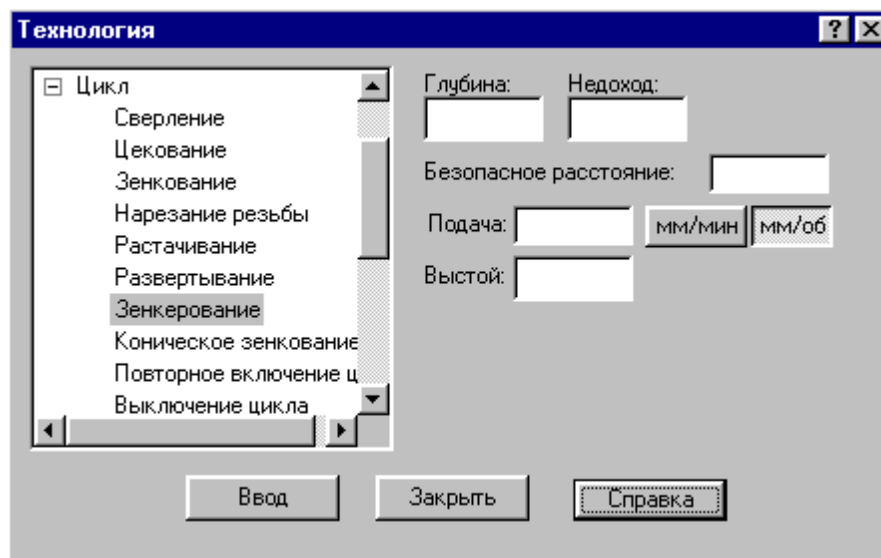 Технология
Цикл
Сверление
Цекование
Зенкование
Нарезание резьбы
Растачивание
Развертывание
Зенкерование
Коническое зенкование
Повторное включение ц
Выключение цикла
Глубина: Недоход:
Безопасное расстояние:
Подача: мм/мин мм/об
Выстой:
Ввод Закрыть Справка